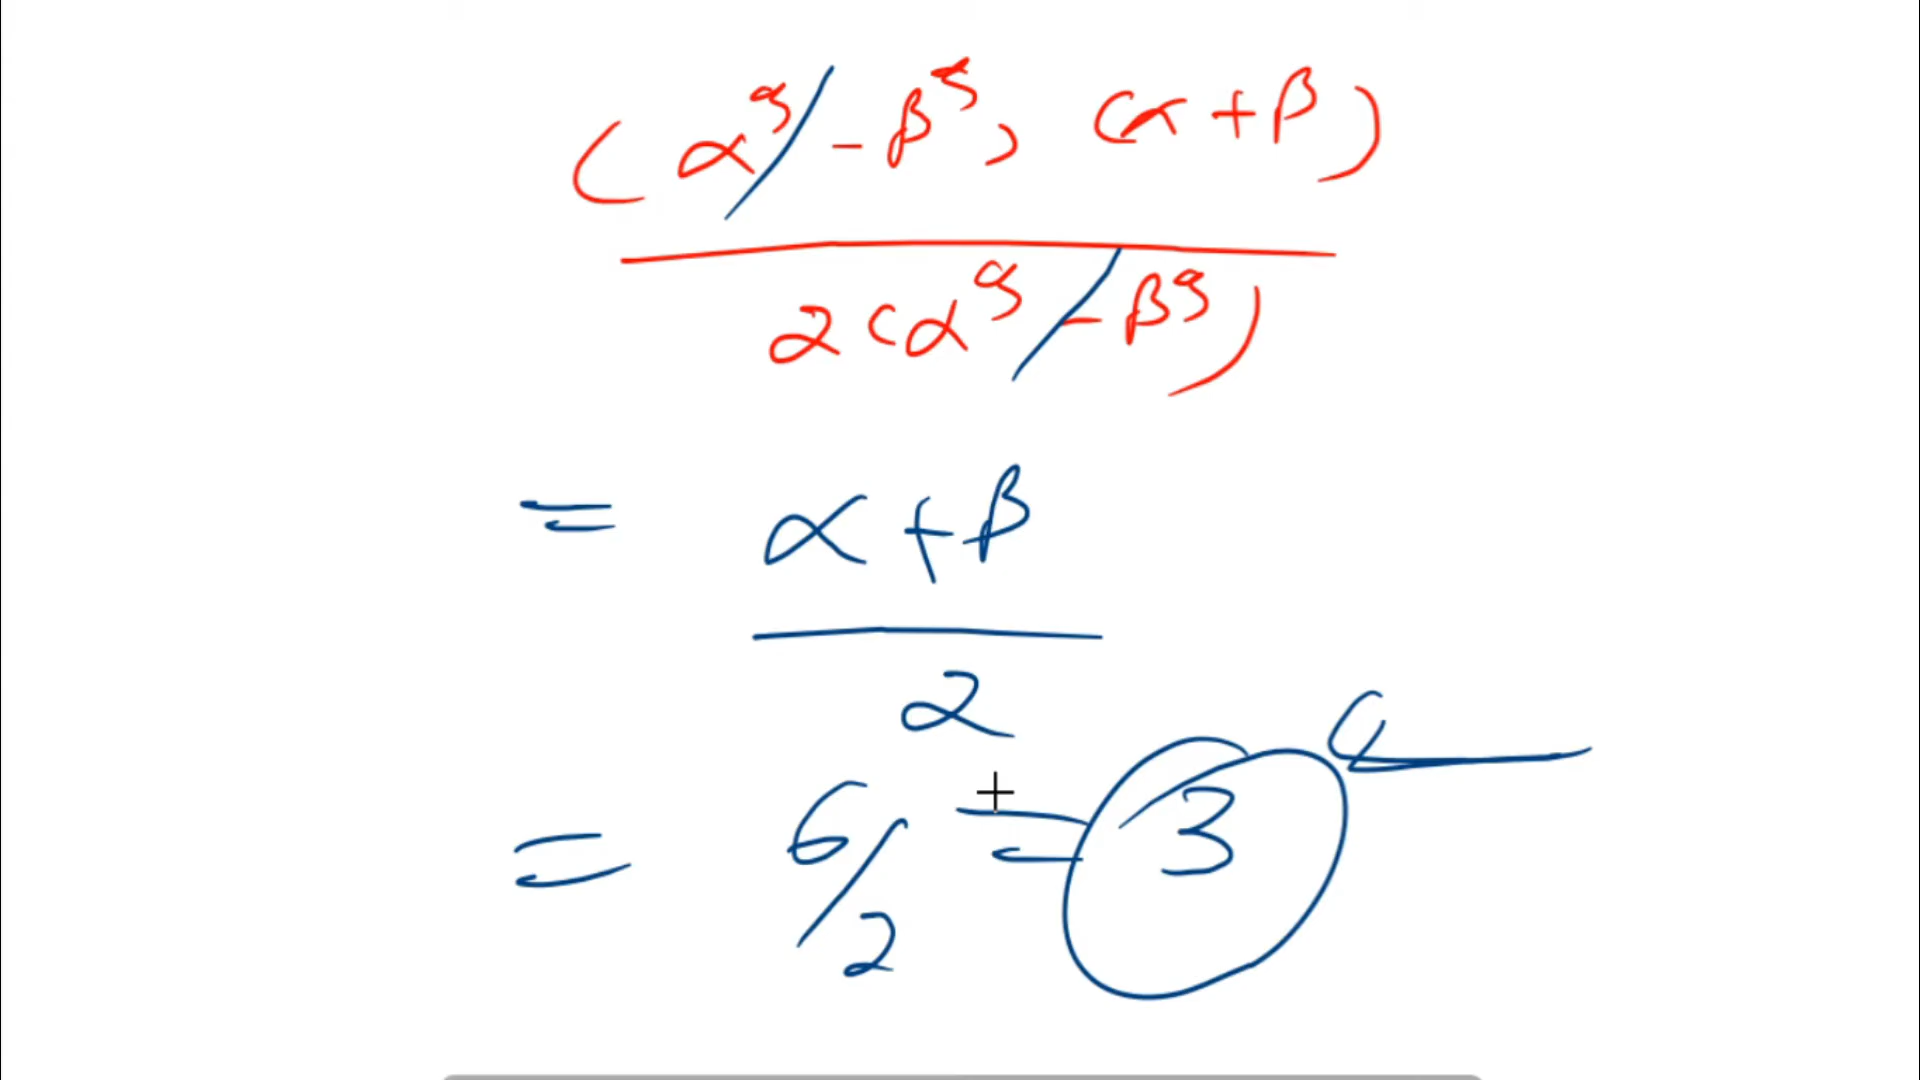 (α⁹ - β⁹) (α + β)
2(α⁹ - β⁹)
= α + β
2
= 6/2 = 3